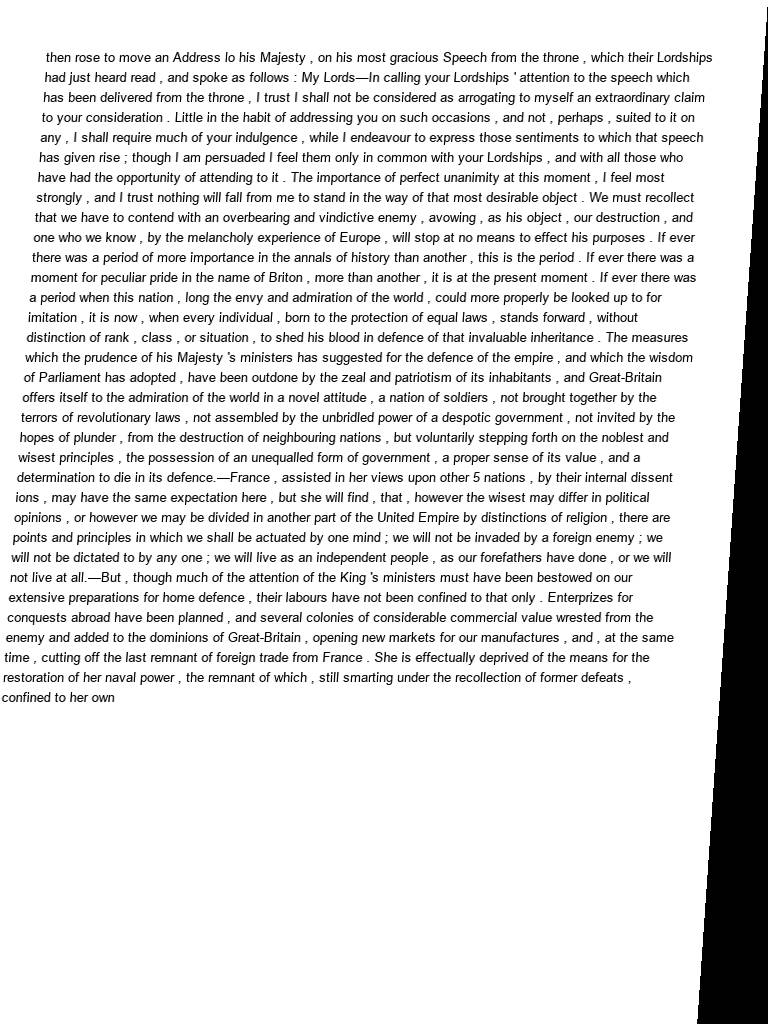 then rose to move an Address lo his Majesty , on his most gracious Speech from the throne , which their Lordships
had just heard read , and spoke as follows : My Lords—In calling your Lordships ' attention to the speech which
has been delivered from the throne , I trust I shall not be considered as arrogating to myself an extraordinary claim
to your consideration . Little in the habit of addressing you on such occasions , and not , perhaps , suited to it on
any , I shall require much of your indulgence , while I endeavour to express those sentiments to which that speech
has given rise ; though I am persuaded I feel them only in common with your Lordships , and with all those who
have had the opportunity of attending to it . The importance of perfect unanimity at this moment , I feel most
strongly , and I trust nothing will fall from me to stand in the way of that most desirable object . We must recollect
that we have to contend with an overbearing and vindictive enemy , avowing , as his object , our destruction , and
one who we know , by the melancholy experience of Europe , will stop at no means to effect his purposes . If ever
there was a period of more importance in the annals of history than another , this is the period . If ever there was a
moment for peculiar pride in the name of Briton , more than another , it is at the present moment . If ever there was
a period when this nation , long the envy and admiration of the world , could more properly be looked up to for
imitation , it is now , when every individual , born to the protection of equal laws , stands forward , without
distinction of rank , class , or situation , to shed his blood in defence of that invaluable inheritance . The measures
which the prudence of his Majesty 's ministers has suggested for the defence of the empire , and which the wisdom
of Parliament has adopted , have been outdone by the zeal and patriotism of its inhabitants , and Great-Britain
offers itself to the admiration of the world in a novel attitude , a nation of soldiers , not brought together by the
terrors of revolutionary laws , not assembled by the unbridled power of a despotic government , not invited by the
hopes of plunder , from the destruction of neighbouring nations , but voluntarily stepping forth on the noblest and
wisest principles , the possession of an unequalled form of government , a proper sense of its value , and a
determination to die in its defence.—France , assisted in her views upon other 5 nations , by their internal dissent
ions , may have the same expectation here , but she will find , that , however the wisest may differ in political
opinions , or however we may be divided in another part of the United Empire by distinctions of religion , there are
points and principles in which we shall be actuated by one mind ; we will not be invaded by a foreign enemy ; we
will not be dictated to by any one ; we will live as an independent people , as our forefathers have done , or we will
not live at all.—But , though much of the attention of the King 's ministers must have been bestowed on our
extensive preparations for home defence , their labours have not been confined to that only . Enterprizes for
conquests abroad have been planned , and several colonies of considerable commercial value wrested from the
enemy and added to the dominions of Great-Britain , opening new markets for our manufactures , and , at the same
time , cutting off the last remnant of foreign trade from France . She is effectually deprived of the means for the
restoration of her naval power , the remnant of which , still smarting under the recollection of former defeats ,
confined to her own